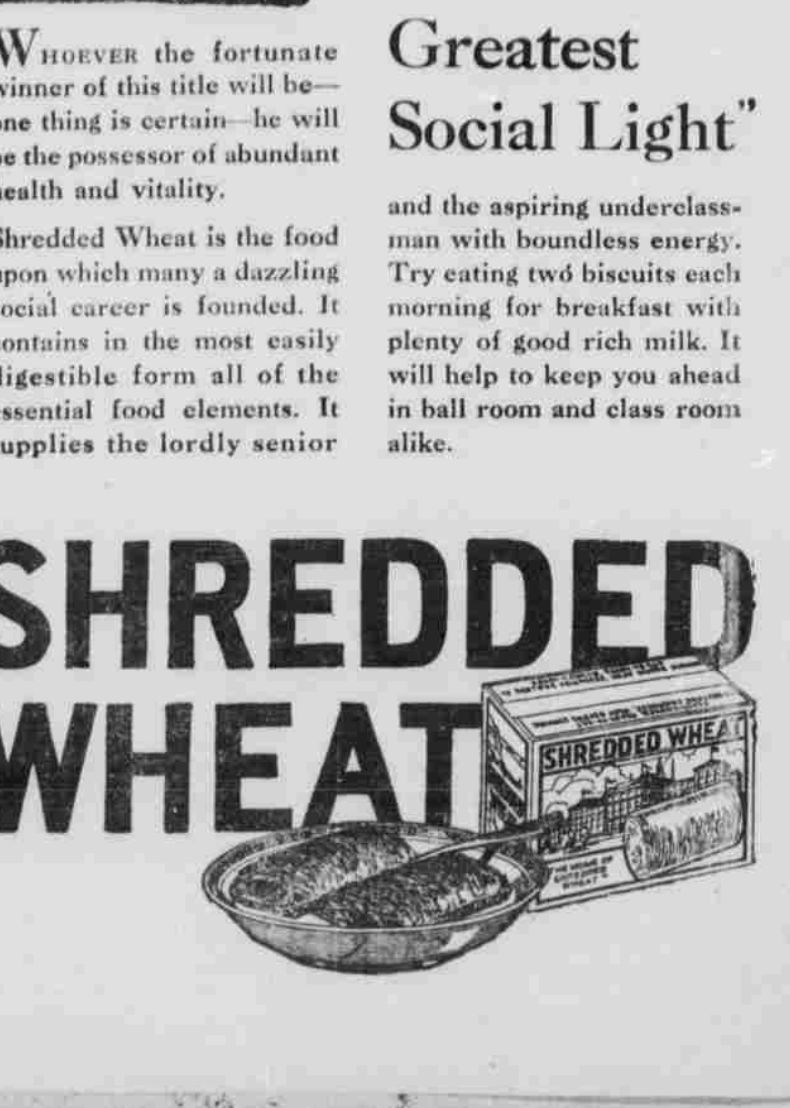 Greatest
Social Light"
WHOEVER the fortunate
winner of this title will be—
one thing is certain—he will
be the possessor of abundant
health and vitality.
Shredded Wheat is the food
upon which many a dazzling
social career is founded. It
contains in the most easily
digestible form all of the
essential food elements. It
supplies the lordly senior
and the aspiring underclass-
man with boundless energy.
Try eating two biscuits each
morning for breakfast with
plenty of good rich milk. It
will help to keep you ahead
in ball room and class room
alike.
SHREDDED
WHEAT
SHREDDED WHEAT
THE HOME OF
SHREDDED
WHEAT